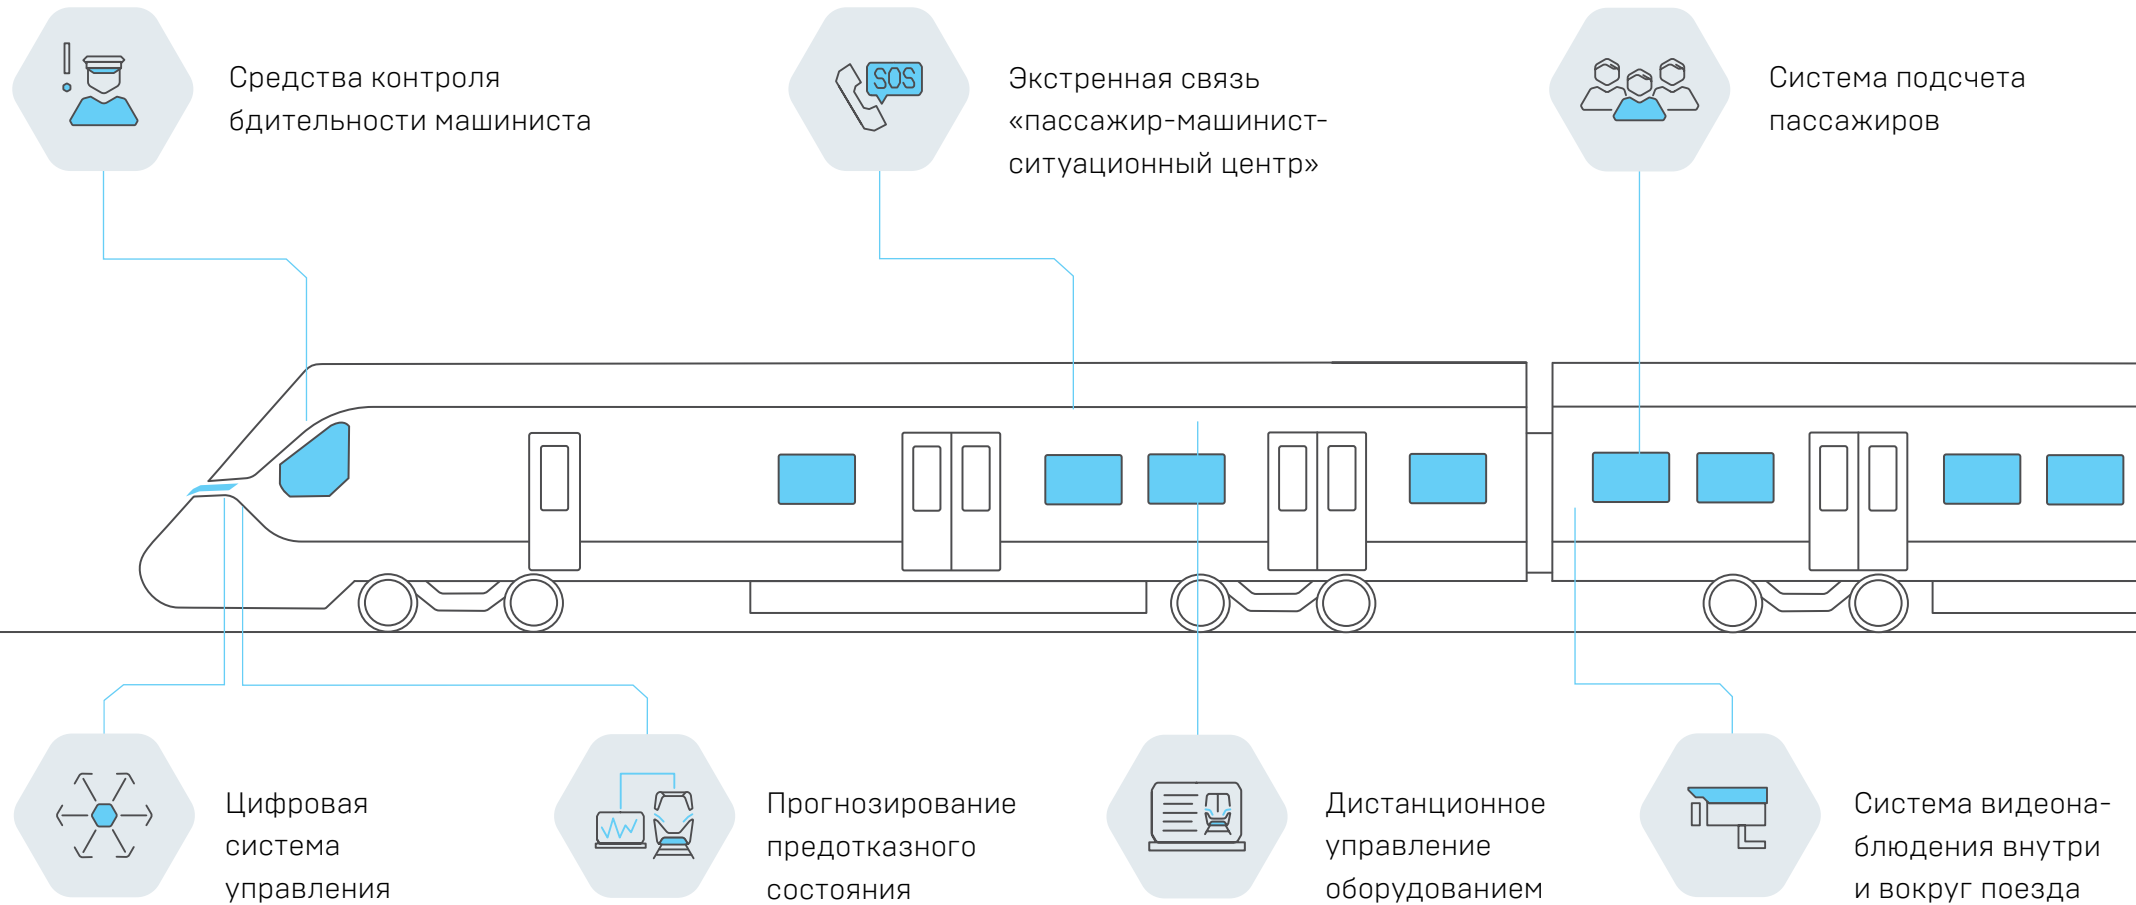 Средства контроля
бдительности машиниста
SOS
Экстренная связь
«пассажир-машинист-
ситуационный центр»
Система подсчета
пассажиров
Цифровая
система
управления
Прогнозирование
предотказного
состояния
Дистанционное
управление
оборудованием
Система видеона-
блюдения внутри
и вокруг поезда